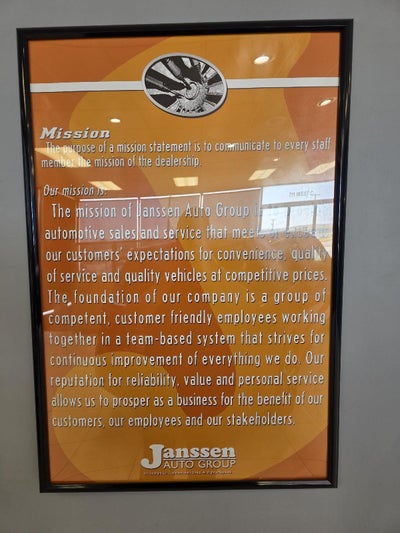 Mission
The purpose of a mission statement is to communicate to every staff
member the mission of the dealership.
Our mission is:
The mission of Janssen Auto Group
automotive sales and service that
our customers' expectations for convenience, quality
of service and quality vehicles at competitive prices.
The foundation of our company is a group of
competent, customer friendly employees working
together in a team-based system that strives for
continuous improvement of everything we do. Our
reputation for reliability, value and personal service
allows us to prosper as a business for the benefit of our
customers, our employees and our stakeholders.
Janssen
AUTO GROUP